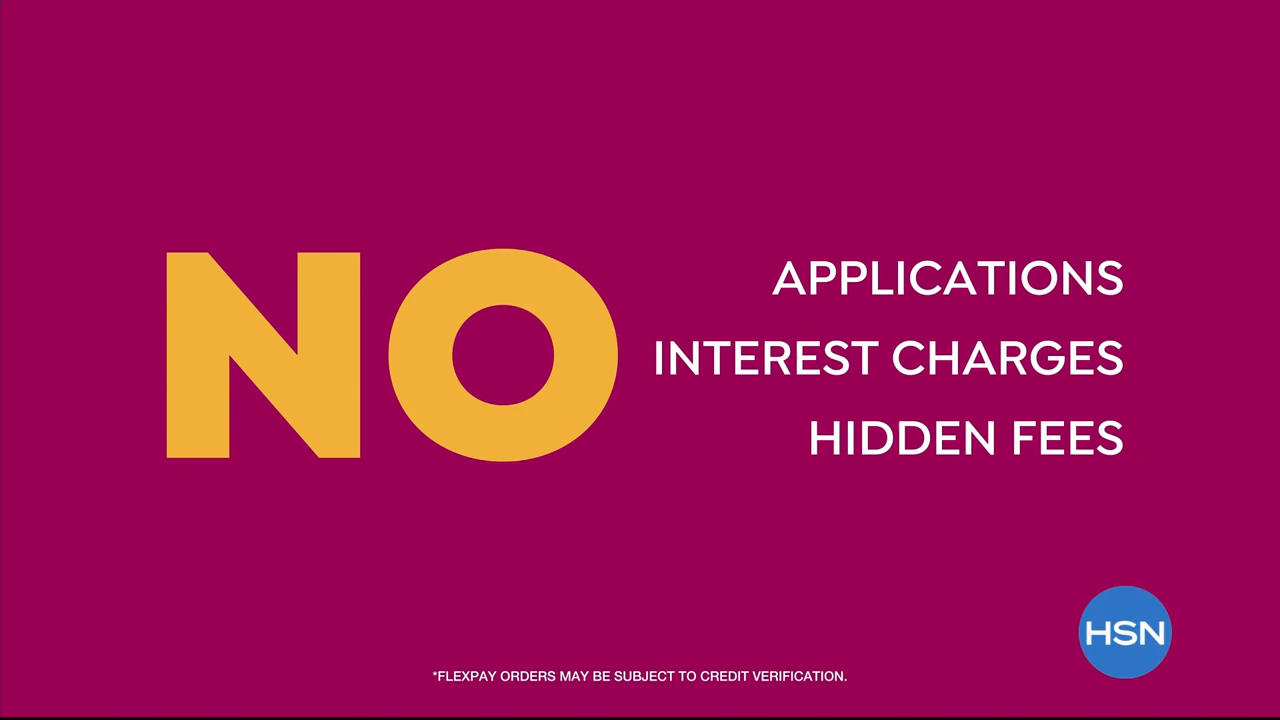 NO
APPLICATIONS
INTEREST CHARGES
HIDDEN FEES
HSN
*FLEXPAY ORDERS MAY BE SUBJECT TO CREDIT VERIFICATION.